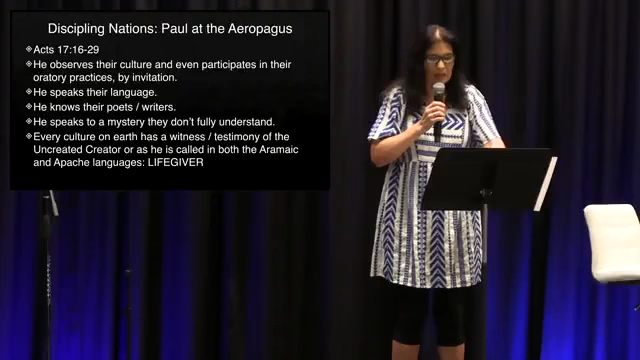 Discipling Nations: Paul at the Aeropagus
Acts 17:16-29
He observes their culture and even participates in their
oratory practices, by invitation.
He speaks their language.
He knows their poets / writers.
He speaks to a mystery they don't fully understand.
Every culture on earth has a witness / testimony of the
Uncreated Creator or as he is called in both the Aramaic
and Apache languages: LIFEGIVER